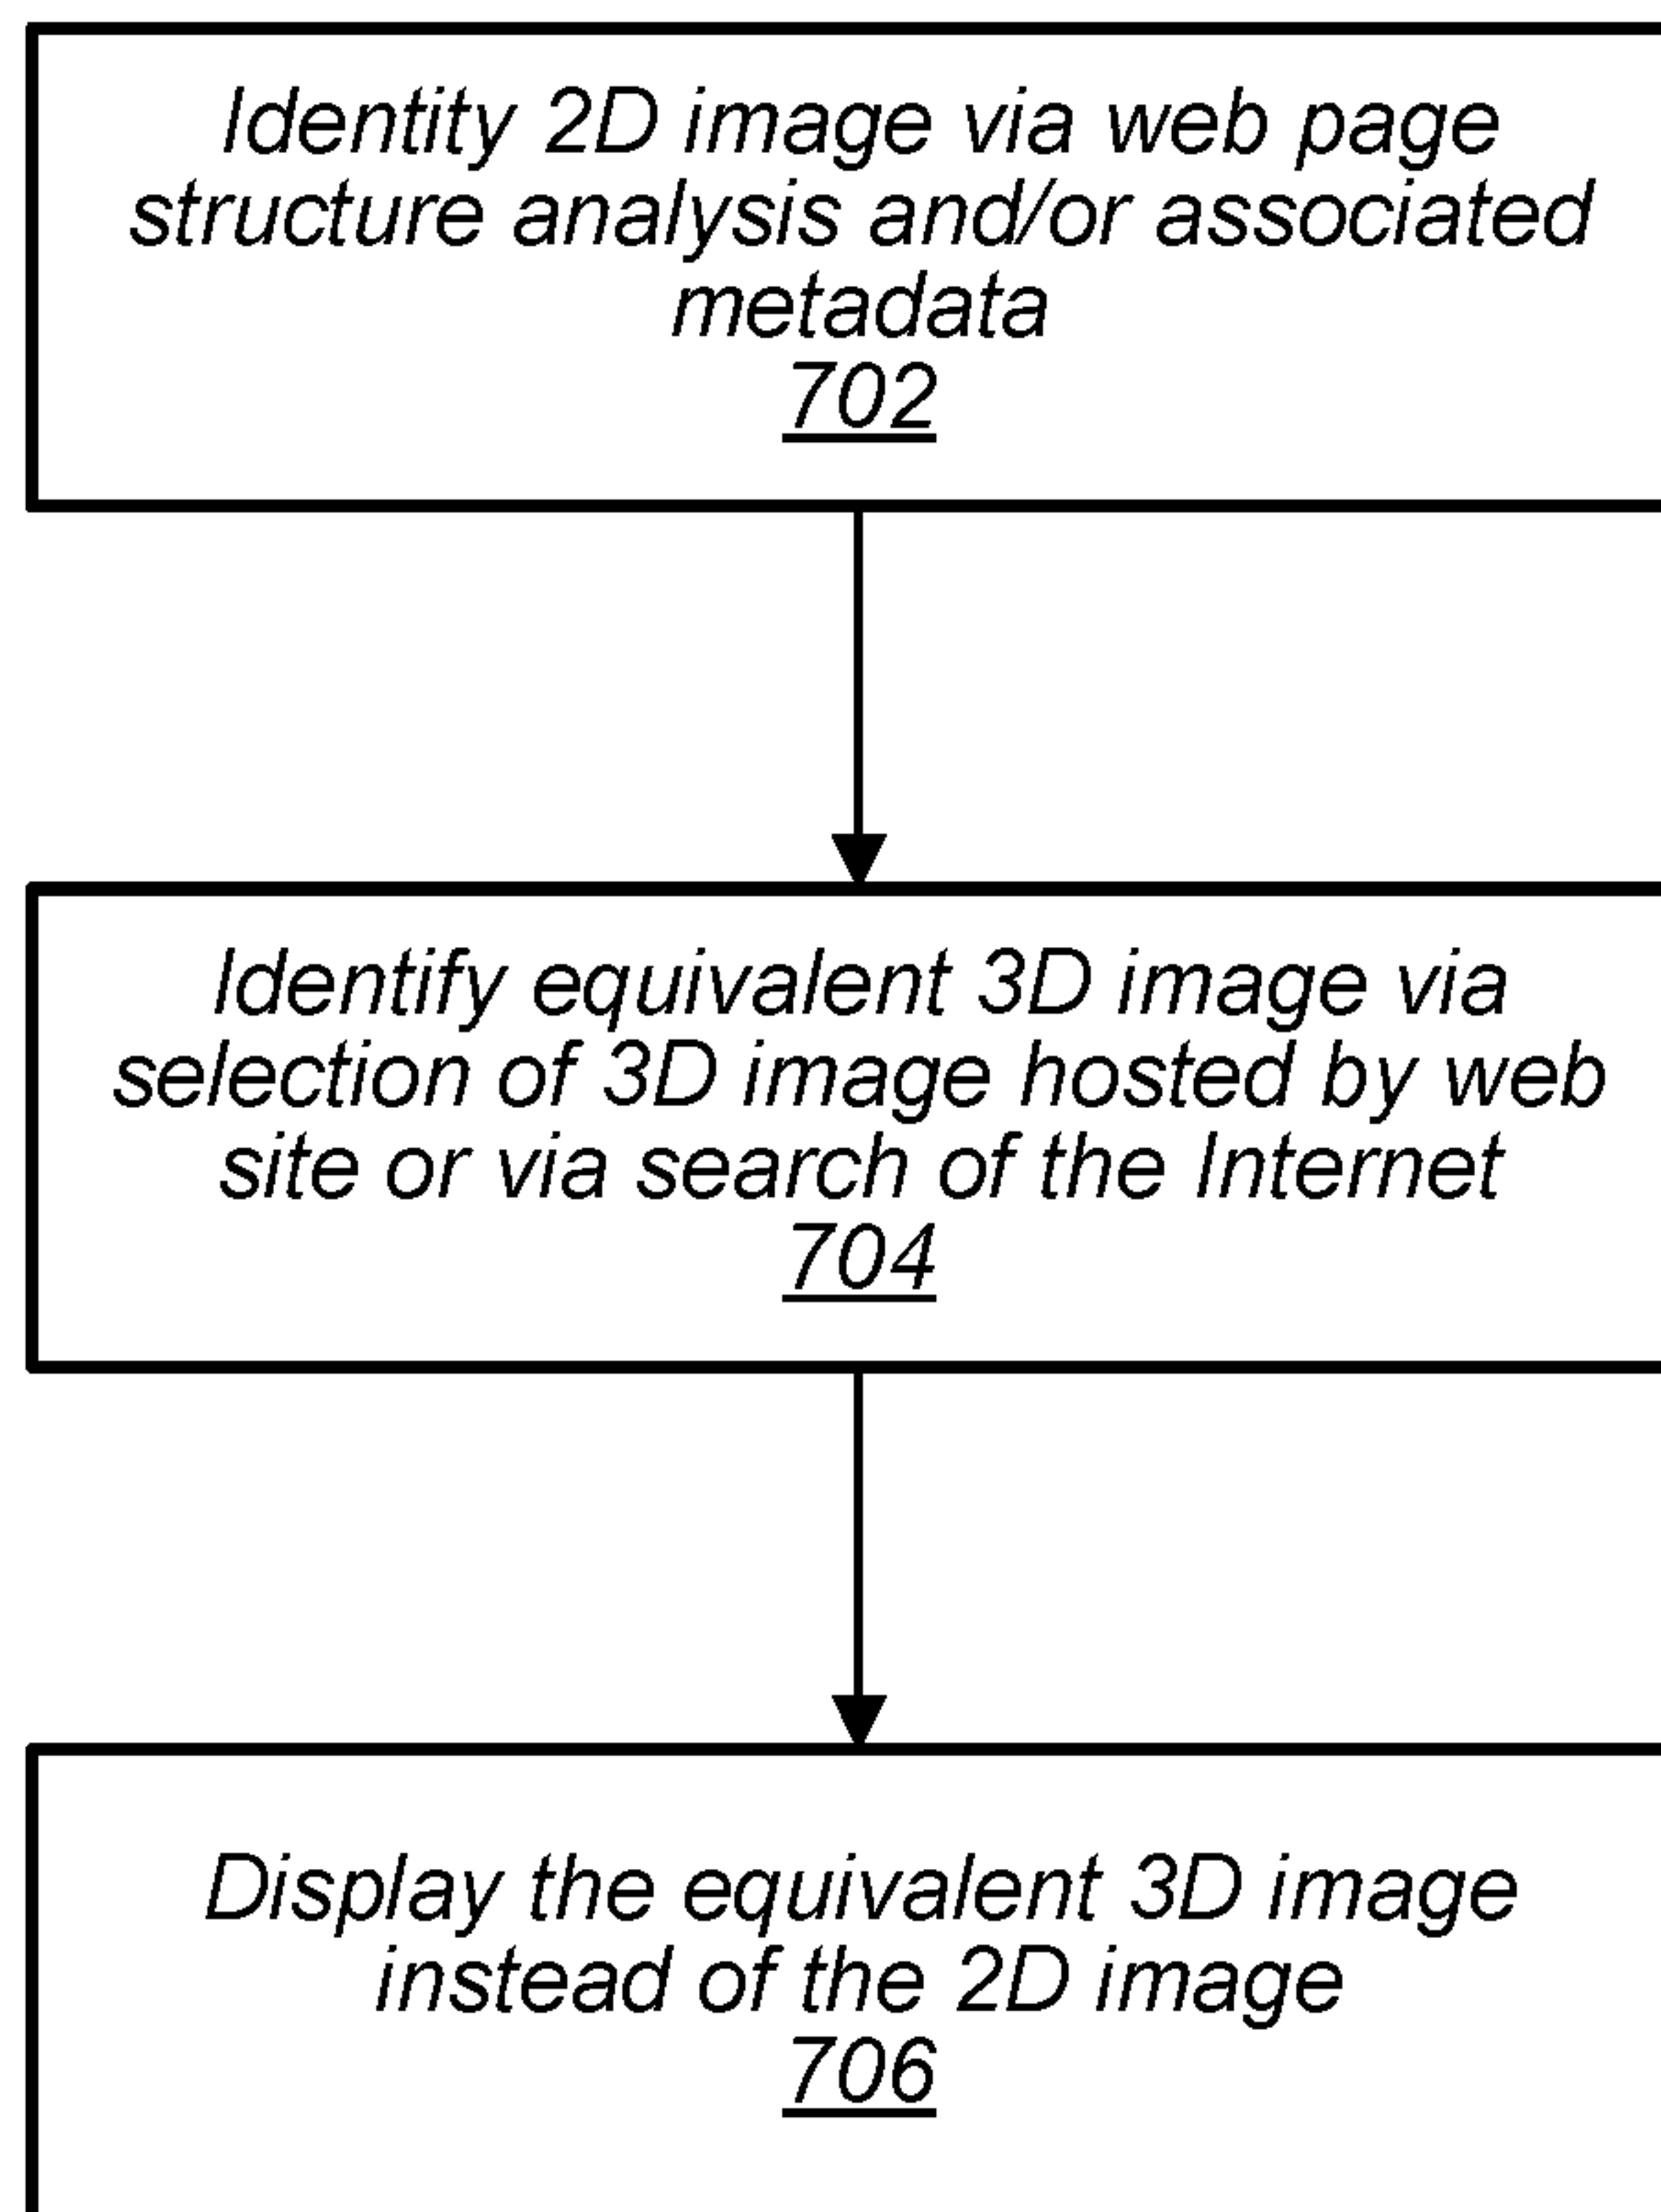 Identity 2D image via web page
structure analysis and/or associated
metadata
702
Identify equivalent 3D image via
selection of 3D image hosted by web
site or via search of the Internet
704
Display the equivalent 3D image
instead of the 2D image
706